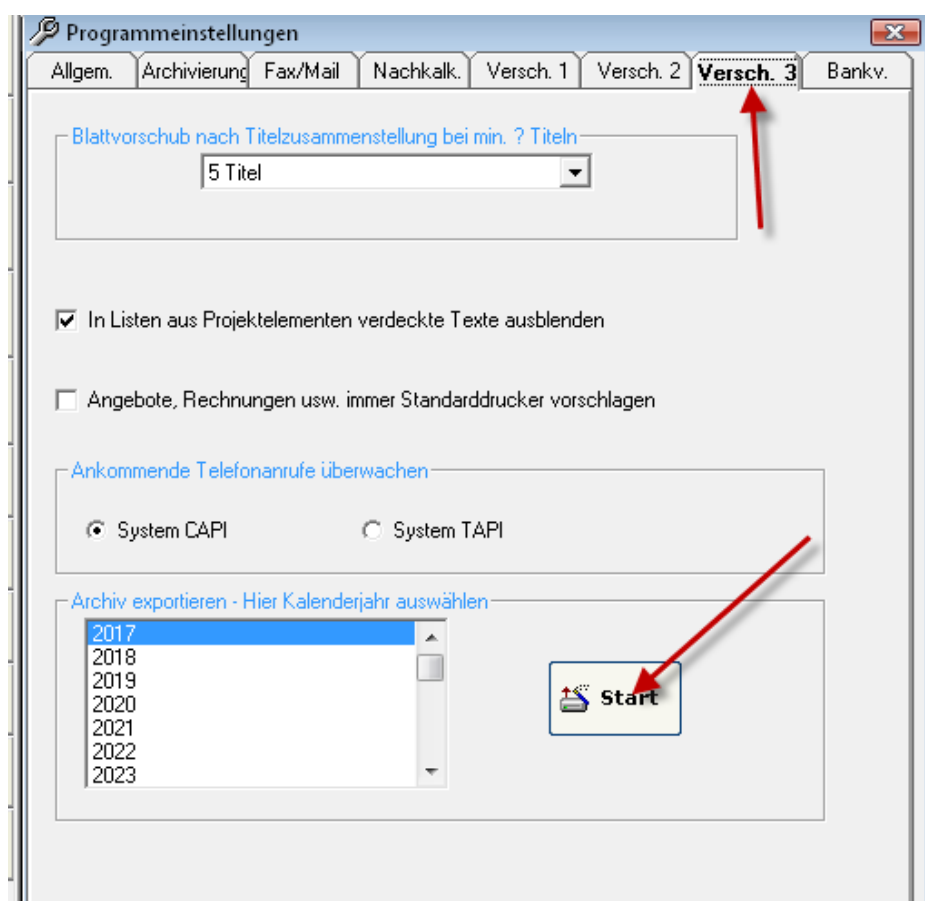 Programmeinstellungen
Allgem. Archivierung Fax/Mail Nachkalk. Versch. 1 Versch. 2 Versch. 3 Bankv.
Blattvorschub nach Titelzusammenstellung bei min. ? Titeln
5 Titel
In Listen aus Projektelementen verdeckte Texte ausblenden
Angebote, Rechnungen usw. immer Standarddrucker vorschlagen
Ankommende Telefonanrufe überwachen
System CAPI System TAPI
Archiv exportieren - Hier Kalenderjahr auswählen
2017
2018
2019
2020
2021
2022
2023
Start